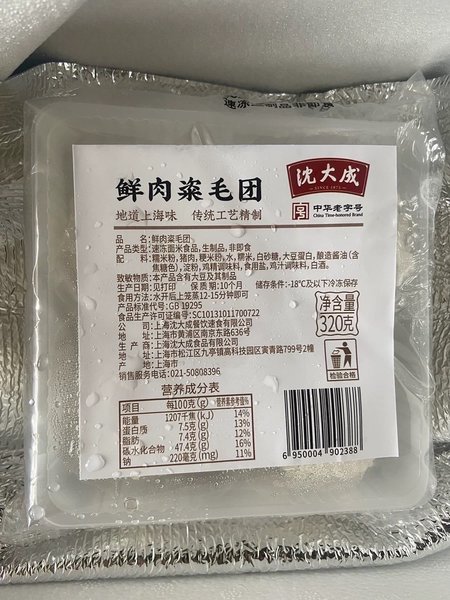 速冻
沈大成
SINCE 1875
中华老字号
China Time-honored Brand
鲜肉粢毛团
地道上海味 传统工艺精制
品 名:鲜肉粢毛团
产品类型:速冻面米食品,生制品,非即食
配 料:糯米粉,猪肉,粳米粉,水,糯米,白砂糖,大豆蛋白,酿造酱油(含
焦糖色),淀粉,鸡精调味料,食用盐,鸡汁调味料,白酒。
致敏物质:本产品含有大豆及其制品
生产日期:见打印 保质期:10个月 储存条件:-18℃及以下冷冻保存
食用方法:水开后上笼蒸12-15分钟即可
产品标准代号:GB 19295
食品生产许可证编号:SC10131011700722
公 司:上海沈大成餐饮速食有限公司
地 址:上海市黄浦区南京东路636号
生产商:上海沈大成食品有限公司
地 址:上海市松江区九亭镇高科技园区寅青路799号2幢
产 地:上海市
销售服务电话:021-50808396
净含量
320克
检验合格
营养成分表
项目 每100克(g) 营养素参考值%
能量 1207千焦(kJ) 14%
蛋白质 7.5克(g) 13%
脂肪 7.4克(g) 12%
碳水化合物 47.4克(g) 16%
钠 220毫克(mg) 11%
6 950004 902388